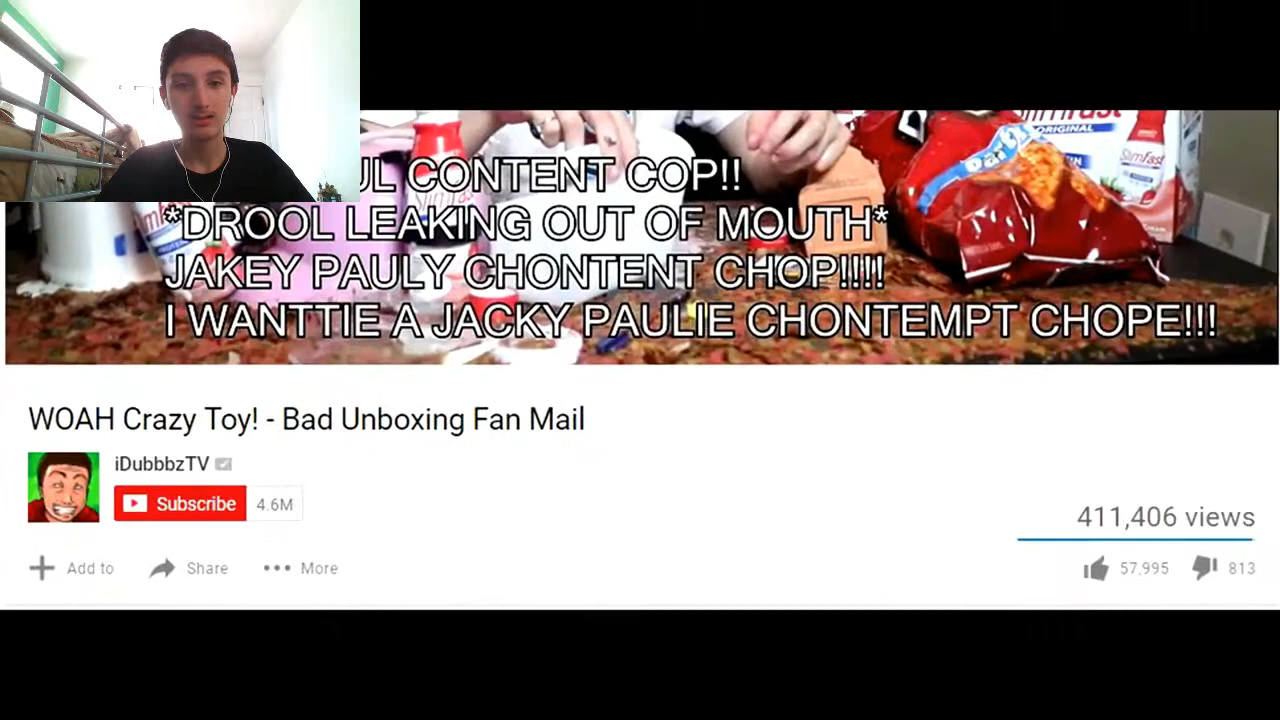 UL CONTENT COP!!
*DROOL LEAKING OUT OF MOUTH*
JAKEY PAULY CHONTENT CHOP!!!!!
I WANTTIE A JACKY PAULIE CHONTEMPT CHOPE!!!
ORIGINAL
SlimFast
WOAH Crazy Toy! - Bad Unboxing Fan Mail
iDubbbzTV
Subscribe 4.6M
411,406 views
Add to Share More
57,995 813